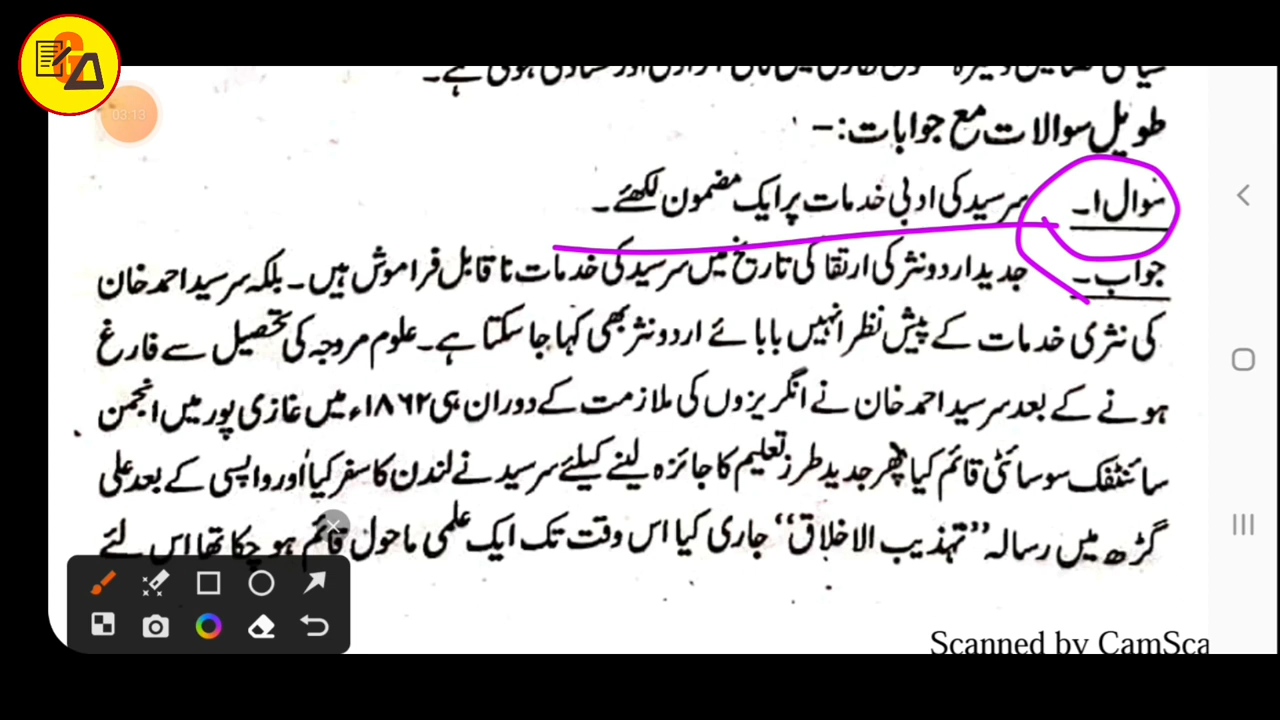 03:13
طویل سوالات مع جوابات:-
سوال ۱۔ سرسید کی ادبی خدمات پر ایک مضمون لکھئے۔
جواب۔ جدید اردو نثر کی ارتقا کی تاریخ میں سرسید کی خدمات نا قابل فراموش ہیں۔ بلکہ سرسید احمد خان
کی نثری خدمات کے پیش نظر انہیں بابائے اردو نثر بھی کہا جا سکتا ہے۔ علوم مروجہ کی تحصیل سے فارغ
ہونے کے بعد سرسید احمد خان نے انگریزوں کی ملازمت کے دوران ہی ۱۸۶۲ء میں غازی پور میں انجمن
سائنٹفک سوسائٹی قائم کیا پھر جدید طرز تعلیم کا جائزہ لینے کیلئے سرسید نے لندن کا سفر کیا اور واپسی کے بعد علی
گڑھ میں رسالہ ”تہذیب الاخلاق“ جاری کیا اس وقت تک ایک علمی ماحول قائم ہو چکا تھا اس لئے
Scanned by CamSca